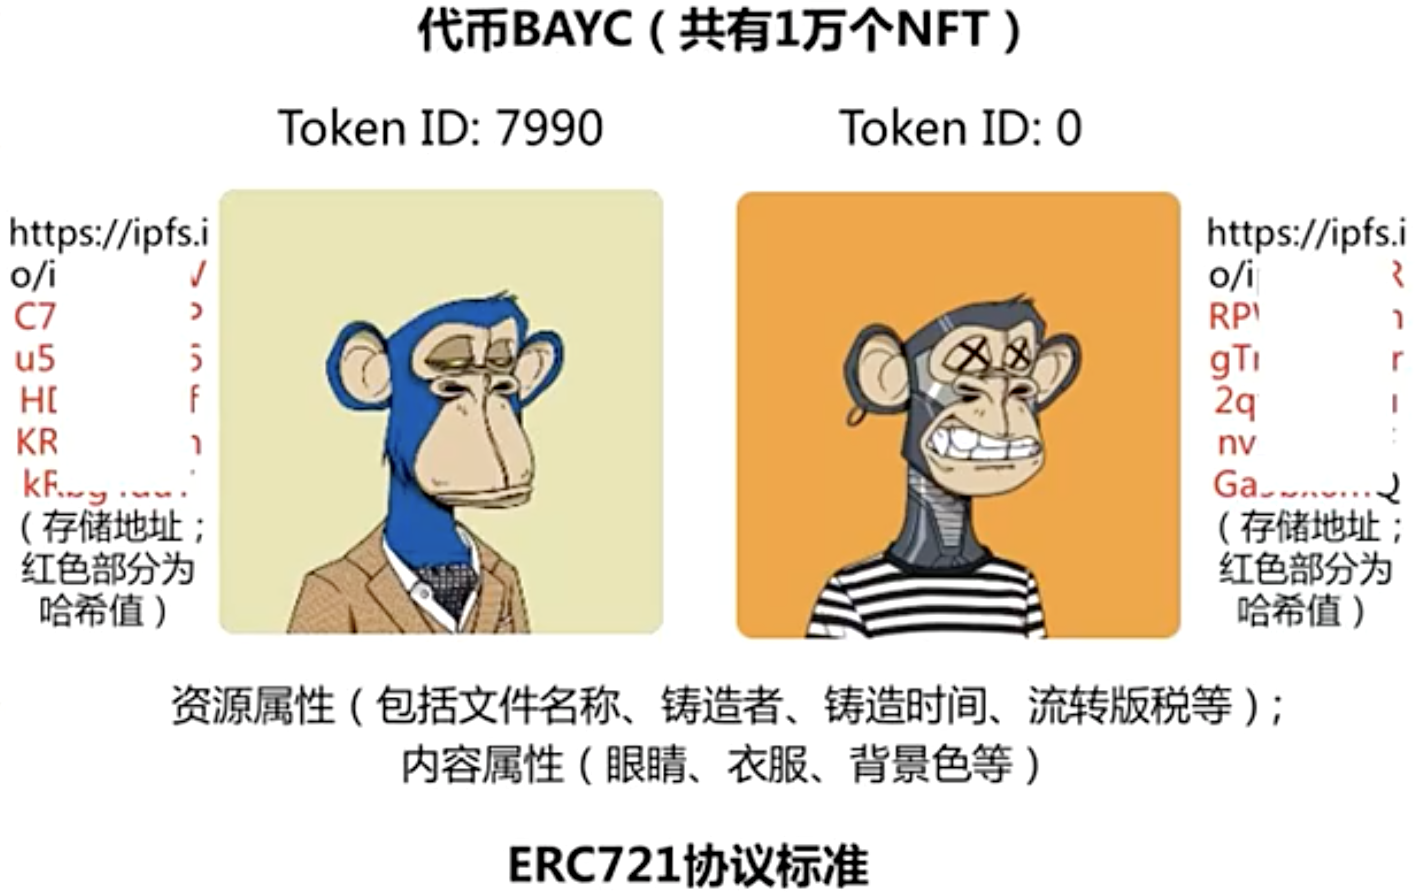 代币BAYC（共有1万个NFT）
Token ID: 7990
Token ID: 0
https://ipfs.i
o/i
C7
u5
KR
（存储地址；
红色部分为
哈希值）
https://ipfs.i
o/i
gT
2q
nv
Ga
（存储地址；
红色部分为
哈希值）
资源属性（包括文件名称、铸造者、铸造时间、流转版税等）；
内容属性（眼睛、衣服、背景色等）
ERC721协议标准